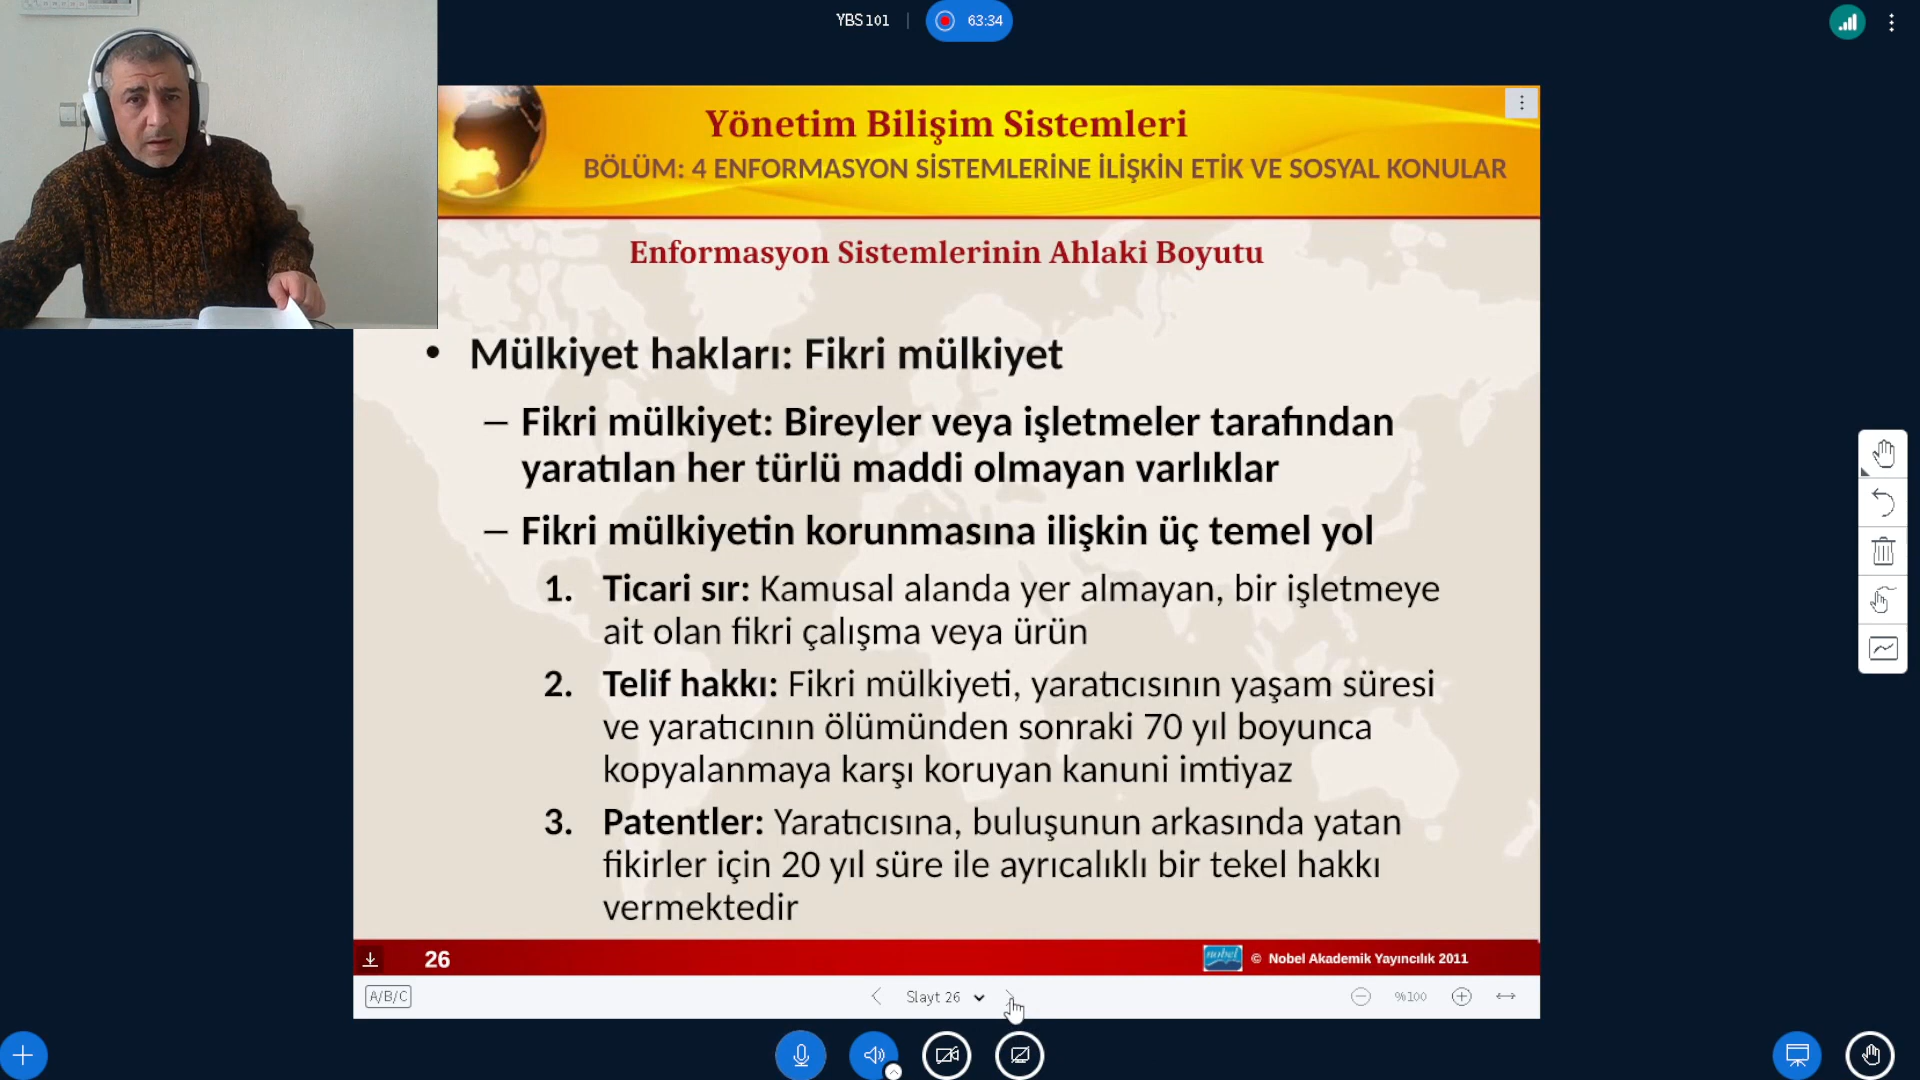 YBS 101
63:34
Yönetim Bilişim Sistemleri
BÖLÜM: 4 ENFORMASYON SİSTEMLERİNE İLİŞKİN ETİK VE SOSYAL KONULAR
Enformasyon Sistemlerinin Ahlaki Boyutu
• Mülkiyet hakları: Fikri mülkiyet
– Fikri mülkiyet: Bireyler veya işletmeler tarafından
yaratılan her türlü maddi olmayan varlıklar
– Fikri mülkiyetin korunmasına ilişkin üç temel yol
1. Ticari sır: Kamusal alanda yer almayan, bir işletmeye
ait olan fikri çalışma veya ürün
2. Telif hakkı: Fikri mülkiyeti, yaratıcısının yaşam süresi
ve yaratıcının ölümünden sonraki 70 yıl boyunca
kopyalanmaya karşı koruyan kanuni imtiyaz
3. Patentler: Yaratıcısına, buluşunun arkasında yatan
fikirler için 20 yıl süre ile ayrıcalıklı bir tekel hakkı
vermektedir
26
nobel
© Nobel Akademik Yayıncılık 2011
A/B/C
Slayt 26
%100